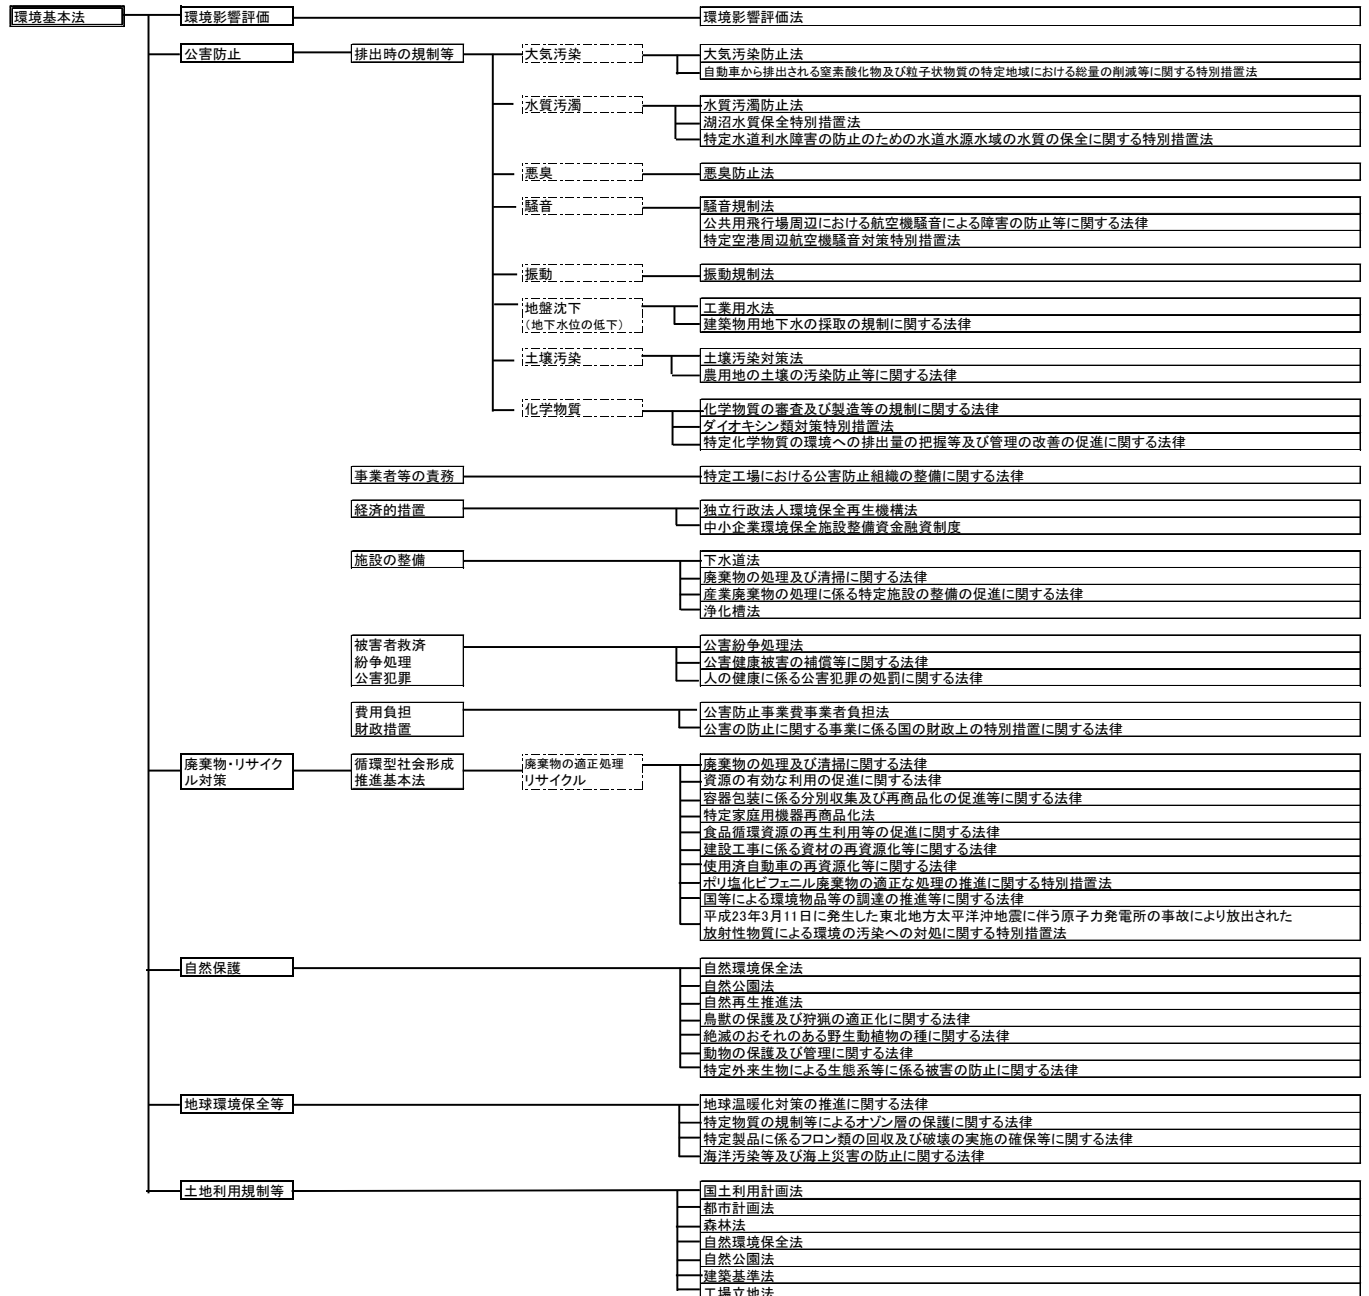 環境基本法
環境影響評価
環境影響評価法
公害防止
排出時の規制等
大気汚染
大気汚染防止法
自動車から排出される窒素酸化物及び粒子状物質の特定地域における総量の削減等に関する特別措置法
水質汚濁
水質汚濁防止法
湖沼水質保全特別措置法
特定水道利水障害の防止のための水道水源水域の水質の保全に関する特別措置法
悪臭
悪臭防止法
騒音
騒音規制法
公共用飛行場周辺における航空機騒音による障害の防止等に関する法律
特定空港周辺航空機騒音対策特別措置法
振動
振動規制法
地盤沈下
(地下水位の低下)
工業用水法
建築物用地下水の採取の規制に関する法律
土壌汚染
土壌汚染対策法
農用地の土壌の汚染防止等に関する法律
化学物質
化学物質の審査及び製造等の規制に関する法律
ダイオキシン類対策特別措置法
特定化学物質の環境への排出量の把握等及び管理の改善の促進に関する法律
事業者等の責務
特定工場における公害防止組織の整備に関する法律
経済的措置
独立行政法人環境保全再生機構法
中小企業環境保全施設整備資金融資制度
施設の整備
下水道法
廃棄物の処理及び清掃に関する法律
産業廃棄物の処理に係る特定施設の整備の促進に関する法律
浄化槽法
被害者救済
紛争処理
公害犯罪
公害紛争処理法
公害健康被害の補償等に関する法律
人の健康に係る公害犯罪の処罰に関する法律
費用負担
財政措置
公害防止事業費事業者負担法
公害の防止に関する事業に係る国の財政上の特別措置に関する法律
廃棄物・リサイク
ル対策
循環型社会形成
推進基本法
廃棄物の適正処理
リサイクル
廃棄物の処理及び清掃に関する法律
資源の有効な利用の促進に関する法律
容器包装に係る分別収集及び再商品化の促進等に関する法律
特定家庭用機器再商品化法
食品循環資源の再生利用等の促進に関する法律
建設工事に係る資材の再資源化等に関する法律
使用済自動車の再資源化等に関する法律
ポリ塩化ビフェニル廃棄物の適正な処理の推進に関する特別措置法
国等による環境物品等の調達の推進等に関する法律
平成23年3月11日に発生した東北地方太平洋沖地震に伴う原子力発電所の事故により放出された
放射性物質による環境の汚染への対処に関する特別措置法
自然保護
自然環境保全法
自然公園法
自然再生推進法
鳥獣の保護及び狩猟の適正化に関する法律
絶滅のおそれのある野生動植物の種に関する法律
動物の保護及び管理に関する法律
特定外来生物による生態系等に係る被害の防止に関する法律
地球環境保全等
地球温暖化対策の推進に関する法律
特定物質の規制等によるオゾン層の保護に関する法律
特定製品に係るフロン類の回収及び破壊の実施の確保等に関する法律
海洋汚染等及び海上災害の防止に関する法律
土地利用規制等
国土利用計画法
都市計画法
森林法
自然環境保全法
自然公園法
建築基準法
工場立地法